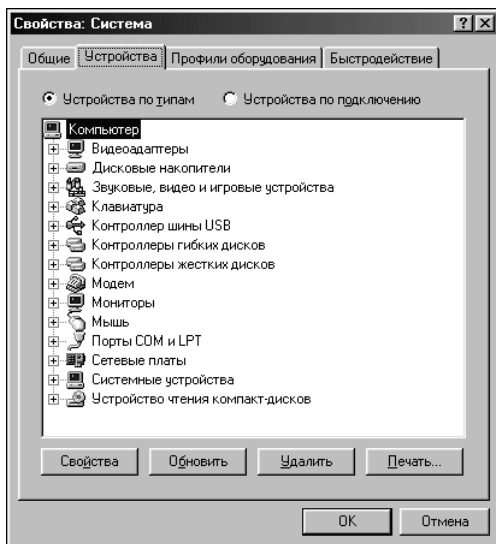 Свойства: Система
Общие Устройства Профили оборудования Быстродействие
Устройства по типам Устройства по подключению
Компьютер
Видеоадаптеры
Дисковые накопители
Звуковые, видео и игровые устройства
Клавиатура
Контроллер шины USB
Контроллеры гибких дисков
Контроллеры жестких дисков
Модем
Мониторы
Мышь
Порты COM и LPT
Сетевые платы
Системные устройства
Устройство чтения компакт-дисков
Свойства Обновить Удалить Печать...
OK Отмена